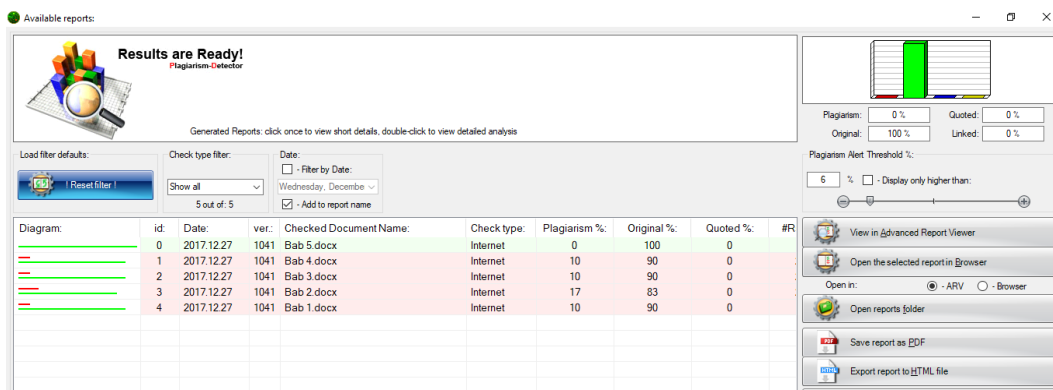 Available reports:
Results are Ready!
Plagiarism-Detector
Generated Reports: click once to view short details, double-click to view detailed analysis
Plagiarism: 0 % Quoted: 0 %
Original: 100 % Linked: 0 %
Load filter defaults: Check type filter: Date:
! Reset filter ! Show all - Filter by Date:
Wednesday, Decembe
5 out of: 5 - Add to report name
Plagiarism Alert Threshold %:
6 % - Display only higher than:
Diagram: id: Date: ver.: Checked Document Name: Check type: Plagiarism %: Original %: Quoted %: #R
0 2017.12.27 1041 Bab 5.docx Internet 0 100 0
1 2017.12.27 1041 Bab 4.docx Internet 10 90 0
2 2017.12.27 1041 Bab 3.docx Internet 10 90 0
3 2017.12.27 1041 Bab 2.docx Internet 17 83 0
4 2017.12.27 1041 Bab 1.docx Internet 10 90 0
View in Advanced Report Viewer
Open the selected report in Browser
Open in: - ARV - Browser
Open reports folder
PDF Save report as PDF
HTML Export report to HTML file